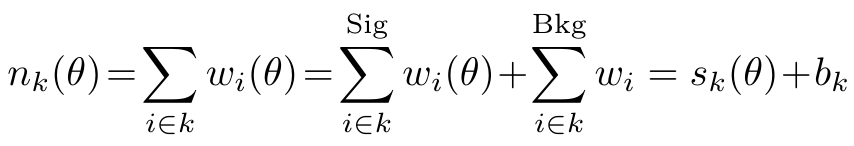 n_k(θ) = ∑_{i∈k} w_i(θ) = ∑_{i∈k}^{Sig} w_i(θ) + ∑_{i∈k}^{Bkg} w_i = s_k(θ) + b_k